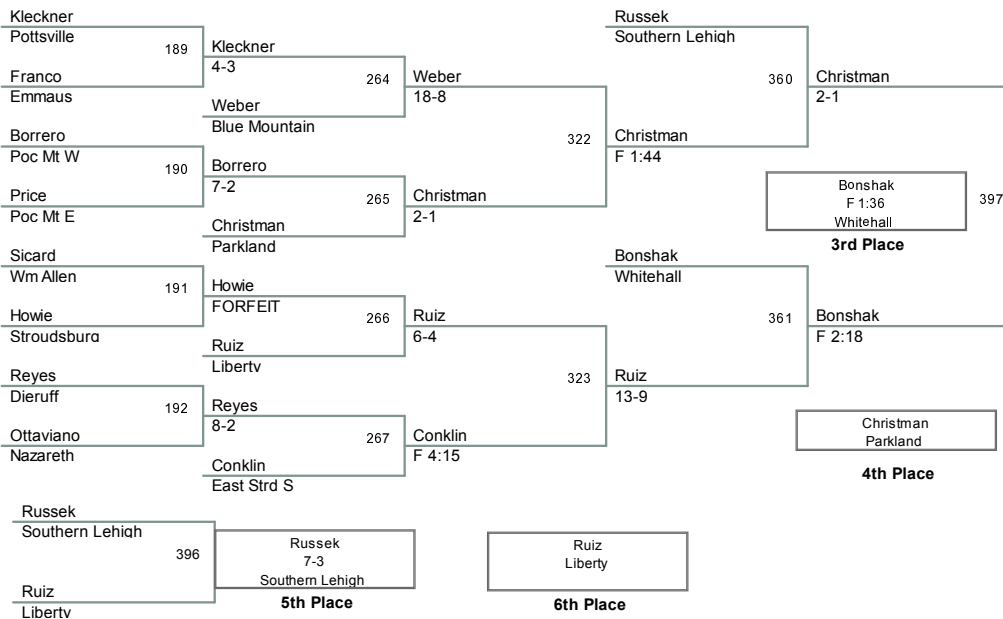 Kleckner
Pottsville
189
Franco
Emmaus
Kleckner
4-3
264
Weber
Blue Mountain
Weber
18-8
Borrero
Poc Mt W
190
Price
Poc Mt E
Borrero
7-2
265
Christman
Parkland
Christman
2-1
322
Christman
F 1:44
Russek
Southern Lehigh
360
Christman
2-1
Bonshak
F 1:36
Whitehall
397
3rd Place
Sicard
Wm Allen
191
Howie
Stroudsburg
Howie
FORFEIT
266
Ruiz
Liberty
Ruiz
6-4
Reyes
Dieruff
192
Ottaviano
Nazareth
Reyes
8-2
267
Conklin
East Strd S
Conklin
F 4:15
323
Ruiz
13-9
Bonshak
Whitehall
361
Bonshak
F 2:18
Christman
Parkland
4th Place
Russek
Southern Lehigh
396
Ruiz
Liberty
Russek
7-3
Southern Lehigh
5th Place
Ruiz
Liberty
6th Place